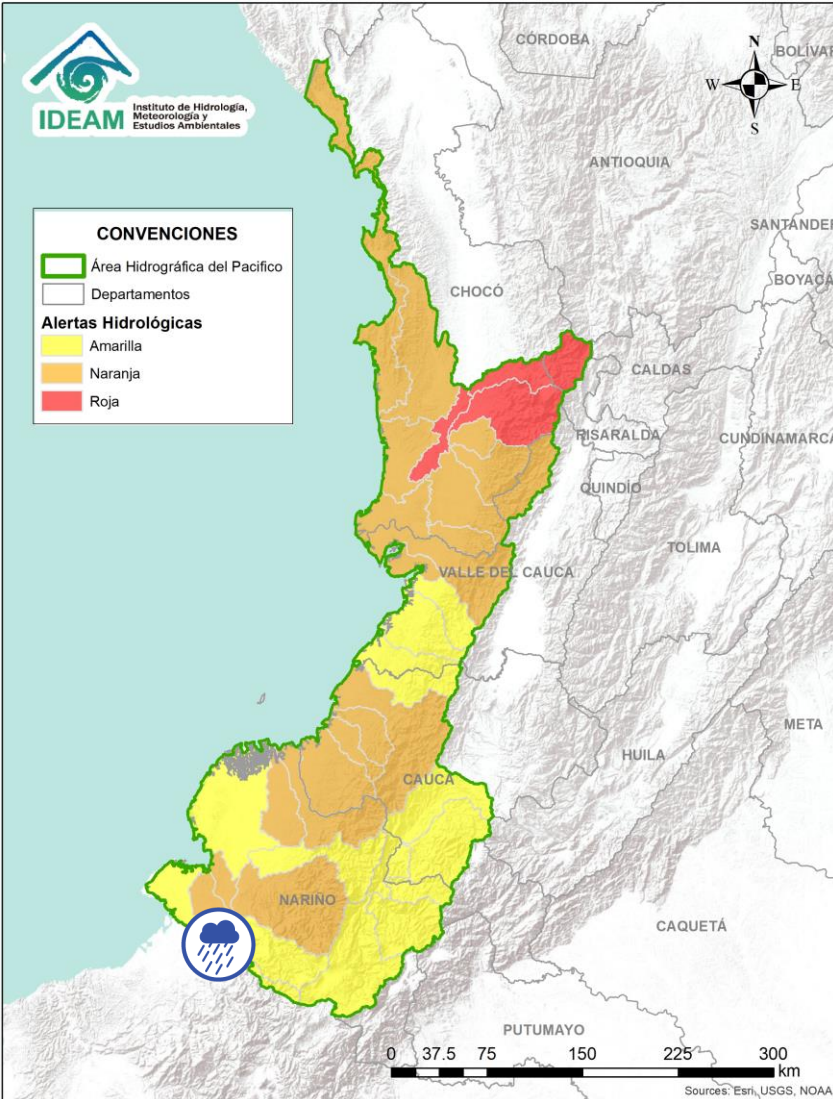 IDEAM
Instituto de Hidrología,
Meteorología y
Estudios Ambientales
N
W
E
S
CÓRDOBA
BOLÍVAR
ANTIOQUIA
SANTANDER
BOYACÁ
CHOCÓ
CALDAS
RISARALDA
CUNDINAMARCA
QUINDÍO
TOLIMA
VALLE DEL CAUCA
META
HUILA
CAUCA
NARIÑO
CAQUETÁ
PUTUMAYO
CONVENCIONES
Área Hidrográfica del Pacifico
Departamentos
Alertas Hidrológicas
Amarilla
Naranja
Roja
0 37.5 75 150 225 300
km
Sources: Esri, USGS, NOAA